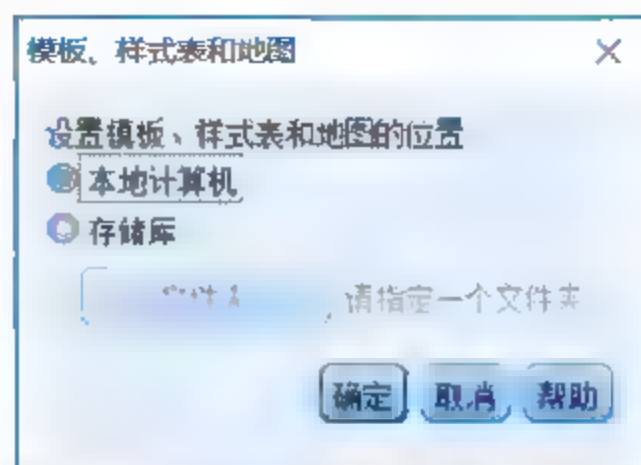 模板、样式表和地图
设置模板、样式表和地图的位置
本地计算机
存储库
请指定一个文件夹
确定 取消 帮助